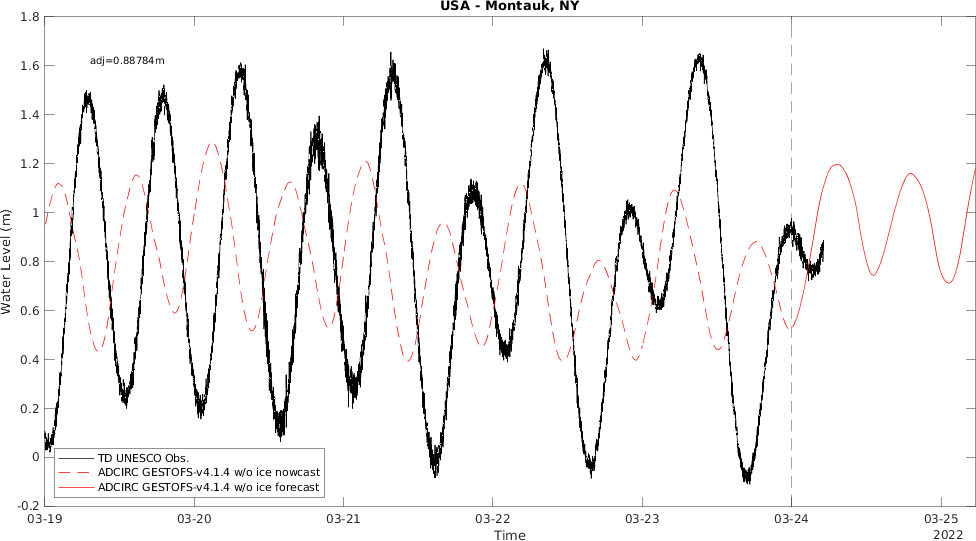 USA - Montauk, NY
adj=0.88784m
1.8
1.6
1.4
1.2
1
0.8
0.6
0.4
0.2
0
-0.2
Water Level (m)
TD UNESCO Obs.
ADCIRC GESTOFS-v4.1.4 w/o ice nowcast
ADCIRC GESTOFS-v4.1.4 w/o ice forecast
03-19 03-20 03-21 03-22 03-23 03-24 03-25
Time
2022